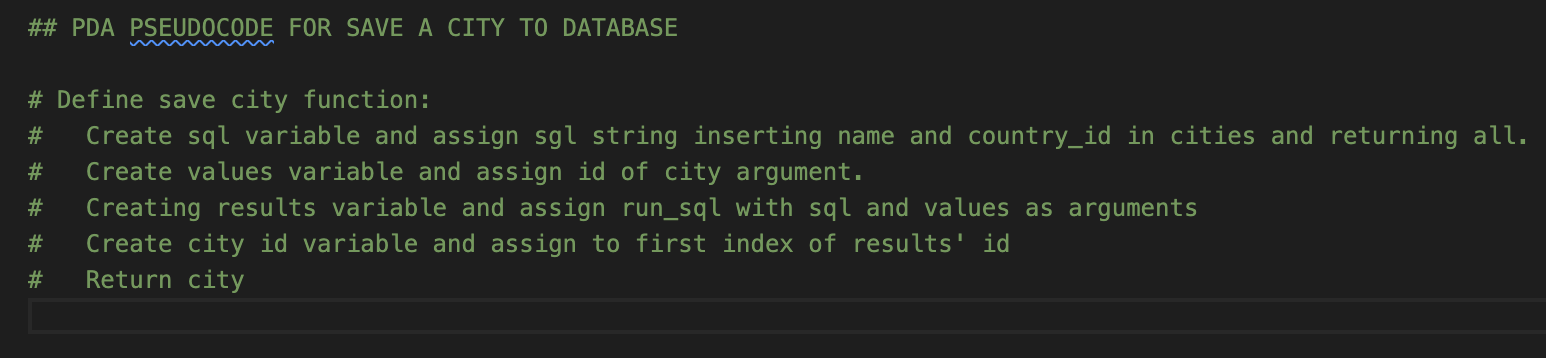 ## PDA PSEUDOCODE FOR SAVE A CITY TO DATABASE
# Define save city function:
#   Create sql variable and assign sgl string inserting name and country_id in cities and returning all.
#   Create values variable and assign id of city argument.
#   Creating results variable and assign run_sql with sql and values as arguments
#   Create city id variable and assign to first index of results' id
#   Return city